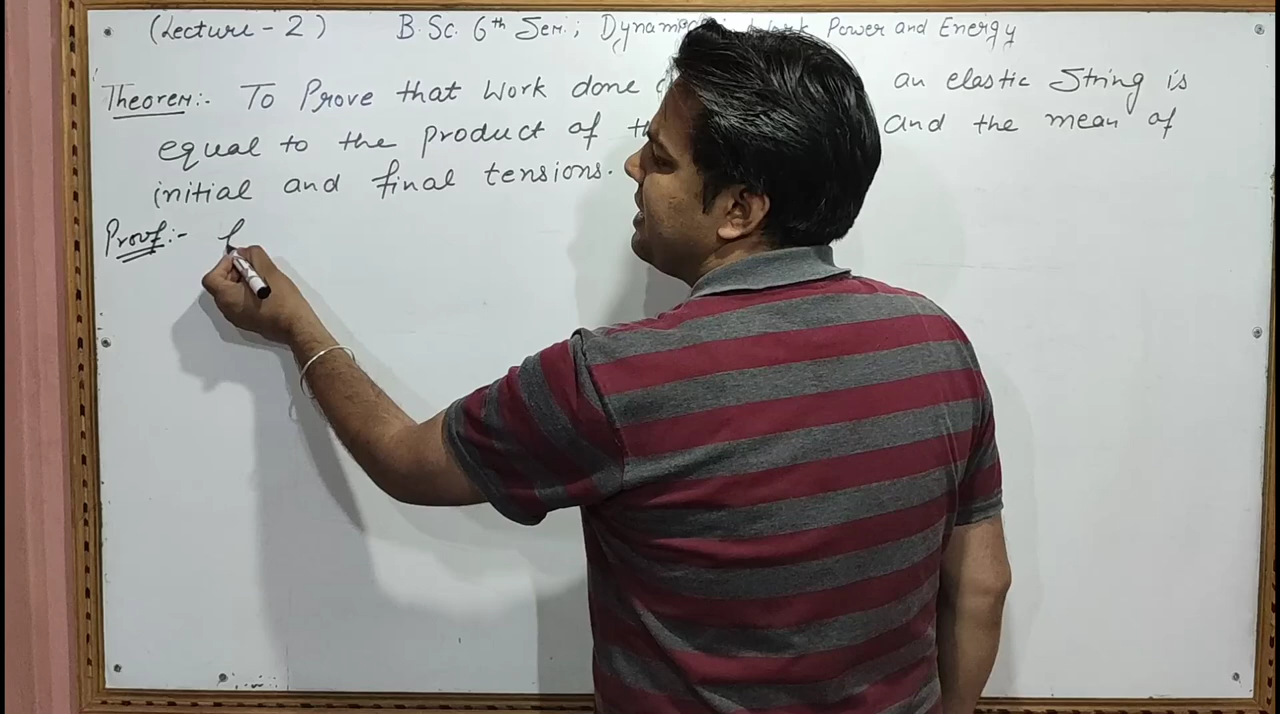 (Lecture - 2) B.Sc. 6th Sem.; Dynamics: Work Power and Energy
Theorem:- To Prove that Work done an elastic String is
equal to the product of and the mean of
initial and final tensions.
Proof:-